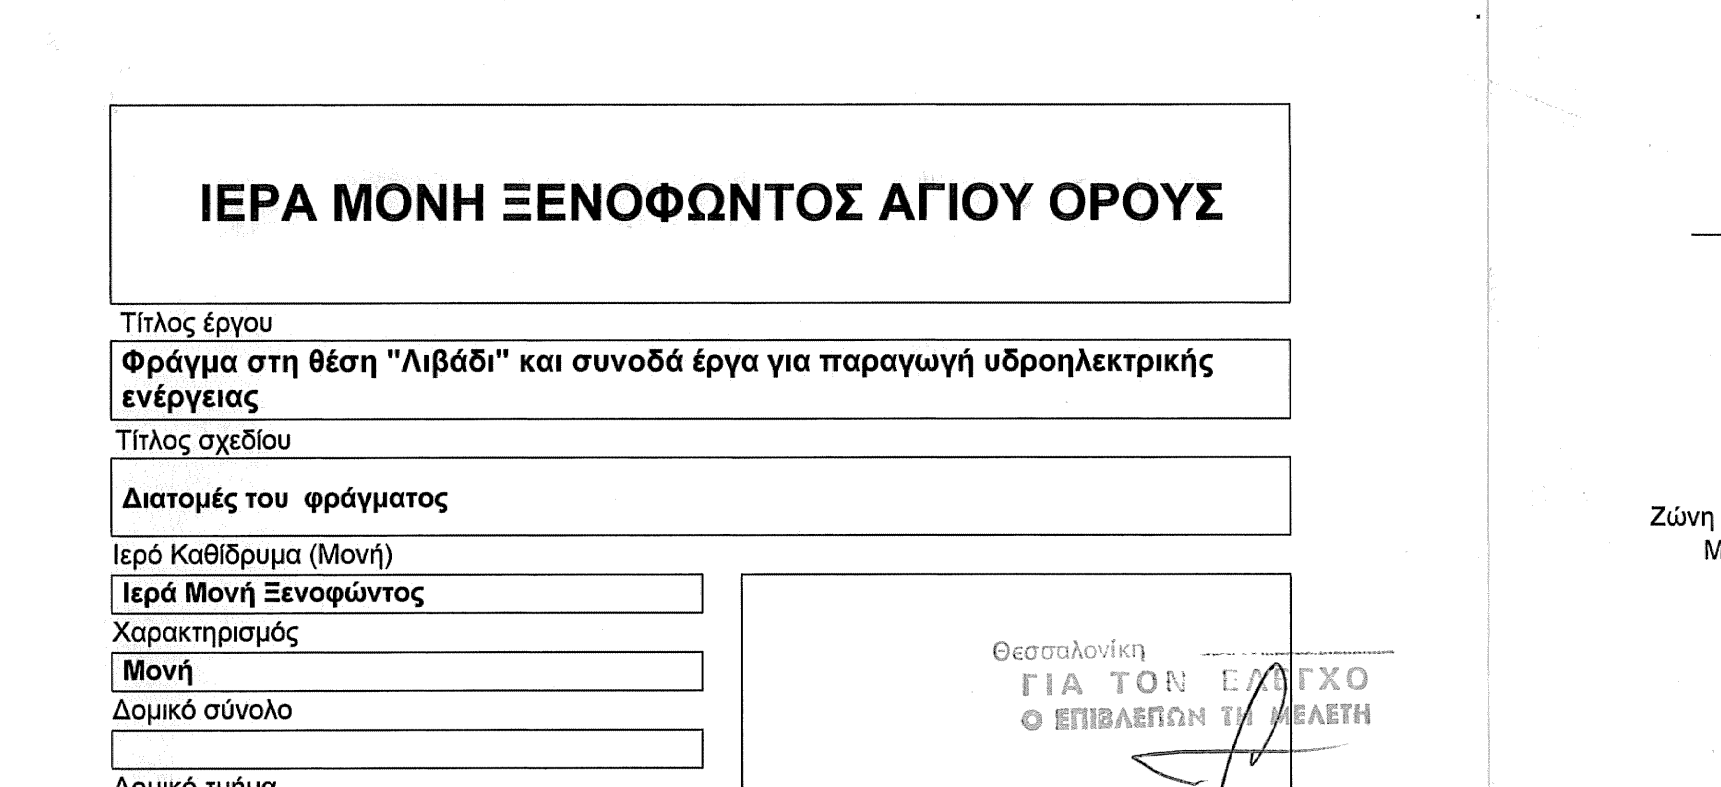 ΙΕΡΑ ΜΟΝΗ ΞΕΝΟΦΩΝΤΟΣ ΑΓΙΟΥ ΟΡΟΥΣ
Τίτλος έργου
Φράγμα στη θέση "Λιβάδι" και συνοδά έργα για παραγωγή υδροηλεκτρικής
ενέργειας
Τίτλος σχεδίου
Διατομές του φράγματος
Ιερό Καθίδρυμα (Μονή)
Ιερά Μονή Ξενοφώντος
Χαρακτηρισμός
Μονή
Δομικό σύνολο
Δομικό τμήμα
Θεσσαλονίκη
ΓΙΑ ΤΟΝ ΕΛΕΓΧΟ
Ο ΕΠΙΒΛΕΠΩΝ ΤΗ ΜΕΛΕΤΗ
Ζώνη
Μ